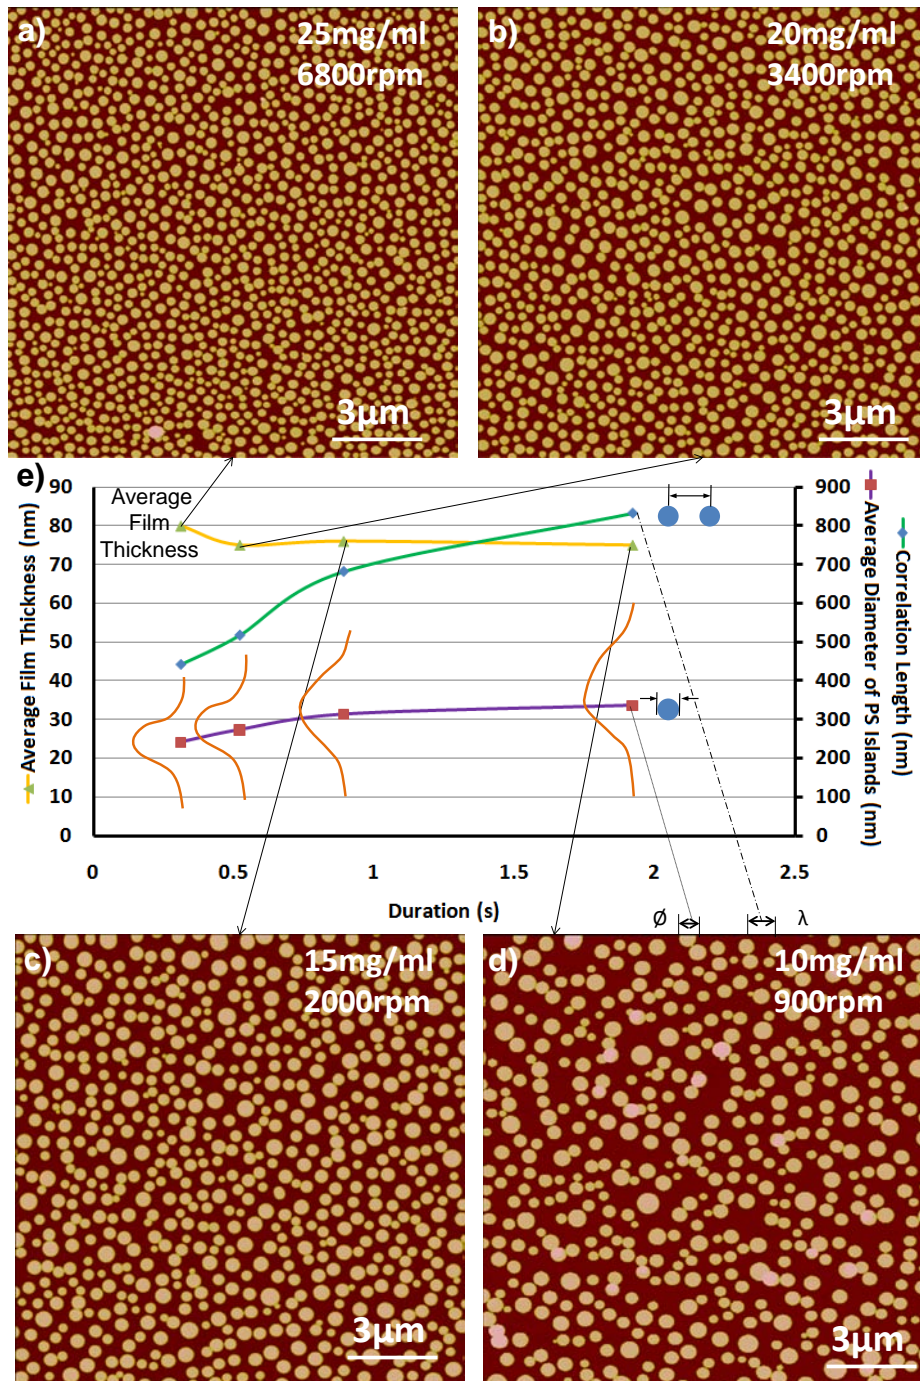 a)
25mg/ml
6800rpm
3μm
b)
20mg/ml
3400rpm
3μm
e)
Average Film Thickness (nm)
90
80
70
60
50
40
30
20
10
0
Average
Film
Thickness
900
800
700
600
500
400
300
200
100
0
Average Diameter of PS Islands (nm)
Correlation Length (nm)
0
0.5
1
1.5
2
2.5
Duration (s)
Ø
λ
c)
15mg/ml
2000rpm
3μm
d)
10mg/ml
900rpm
3μm